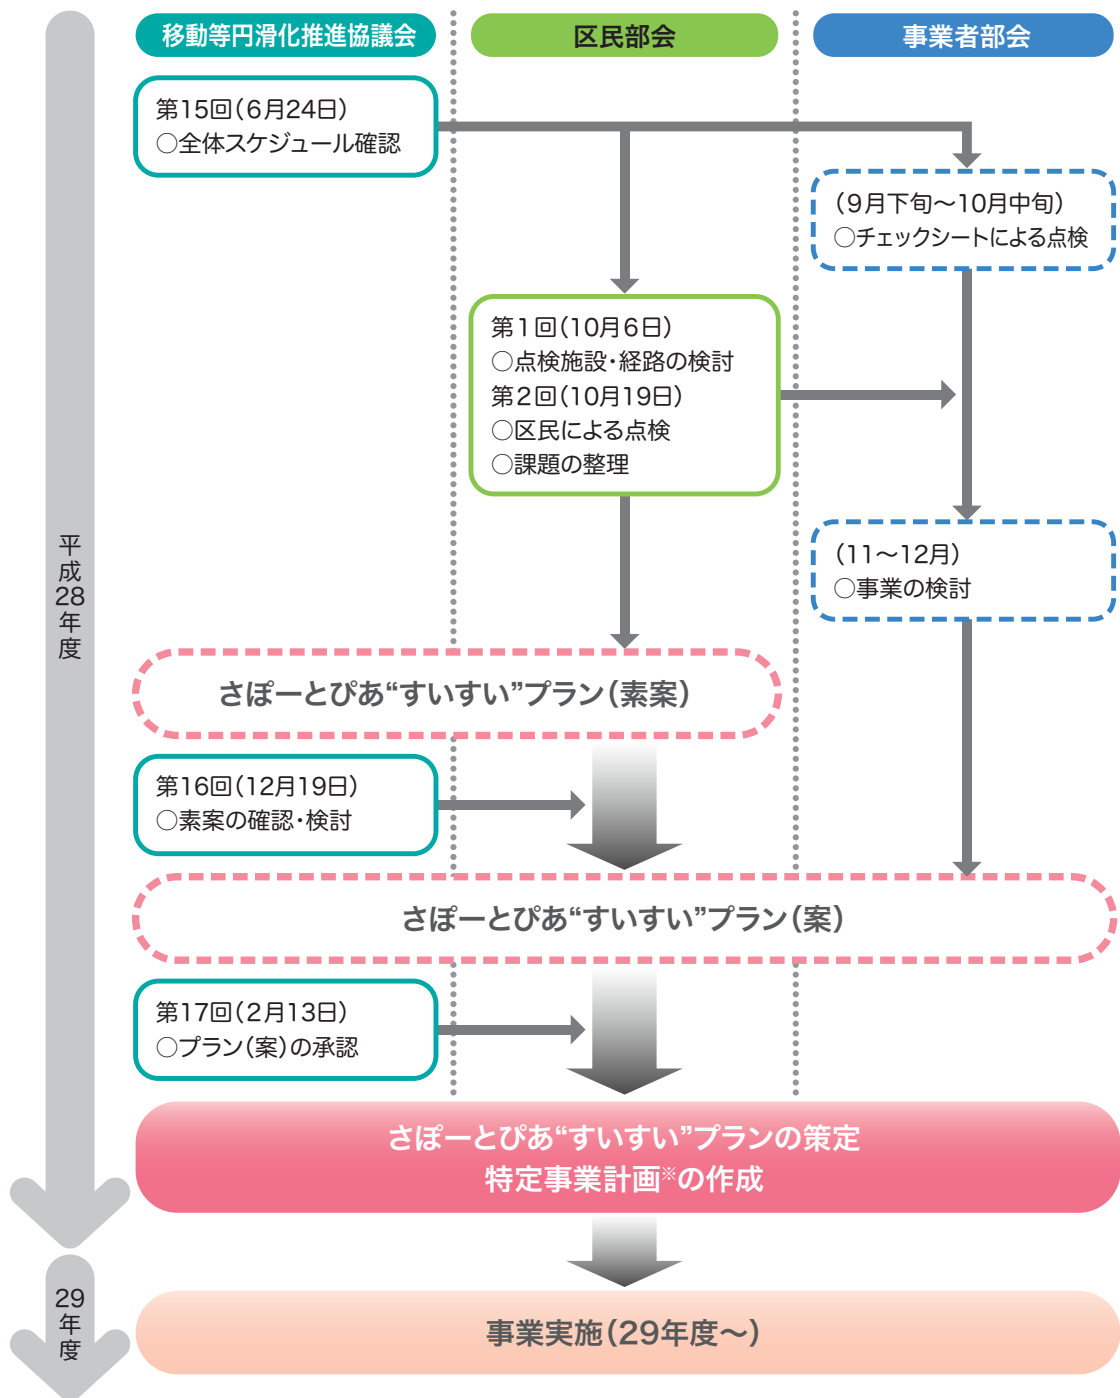 移動等円滑化推進協議会
区民部会
事業者部会
第15回(6月24日)
○全体スケジュール確認
(9月下旬～10月中旬)
○チェックシートによる点検
第1回(10月6日)
○点検施設・経路の検討
第2回(10月19日)
○区民による点検
○課題の整理
(11～12月)
○事業の検討
平成28年度
さぽーとぴあ“すいすい”プラン(素案)
第16回(12月19日)
○素案の確認・検討
さぽーとぴあ“すいすい”プラン(案)
第17回(2月13日)
○プラン(案)の承認
さぽーとぴあ“すいすい”プランの策定
特定事業計画※の作成
29年度
事業実施(29年度～)